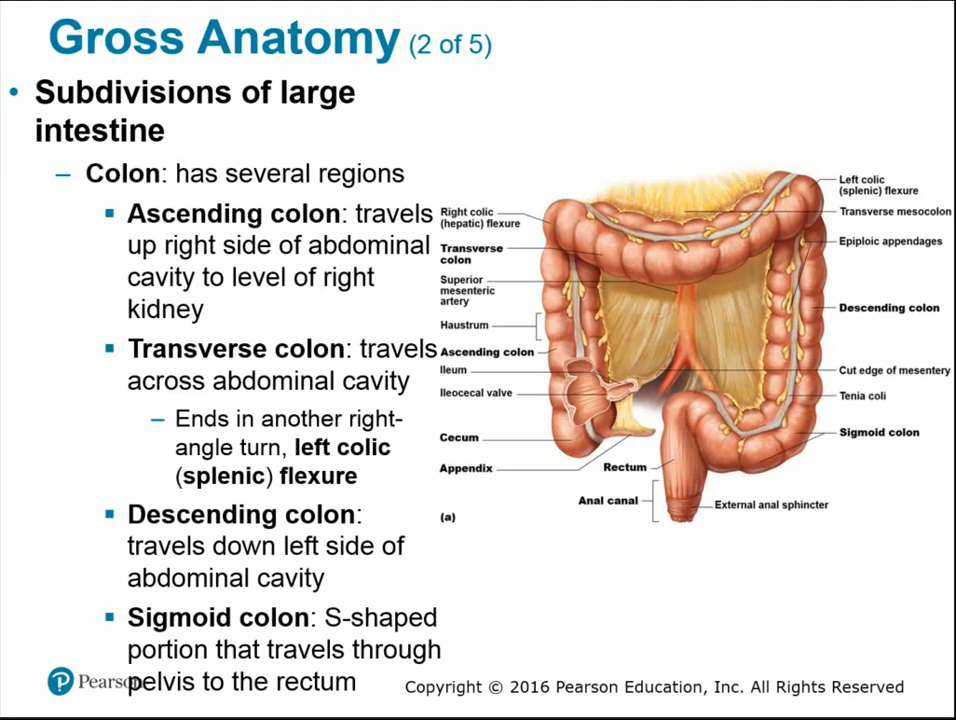 Gross Anatomy (2 of 5)
• Subdivisions of large
intestine
– Colon: has several regions
▪ Ascending colon: travels
up right side of abdominal
cavity to level of right
kidney
▪ Transverse colon: travels
across abdominal cavity
– Ends in another right-
angle turn, left colic
(splenic) flexure
▪ Descending colon:
travels down left side of
abdominal cavity
▪ Sigmoid colon: S-shaped
portion that travels through
pelvis to the rectum
Right colic
(hepatic) flexure
Transverse
colon
Superior
mesenteric
artery
Haustrum
Ascending colon
Ileum
Ileocecal valve
Cecum
Appendix
Rectum
Anal canal
(a)
Left colic
(splenic) flexure
Transverse mesocolon
Epiploic appendages
Descending colon
Cut edge of mesentery
Tenia coli
Sigmoid colon
External anal sphincter
P Pearson
Copyright © 2016 Pearson Education, Inc. All Rights Reserved